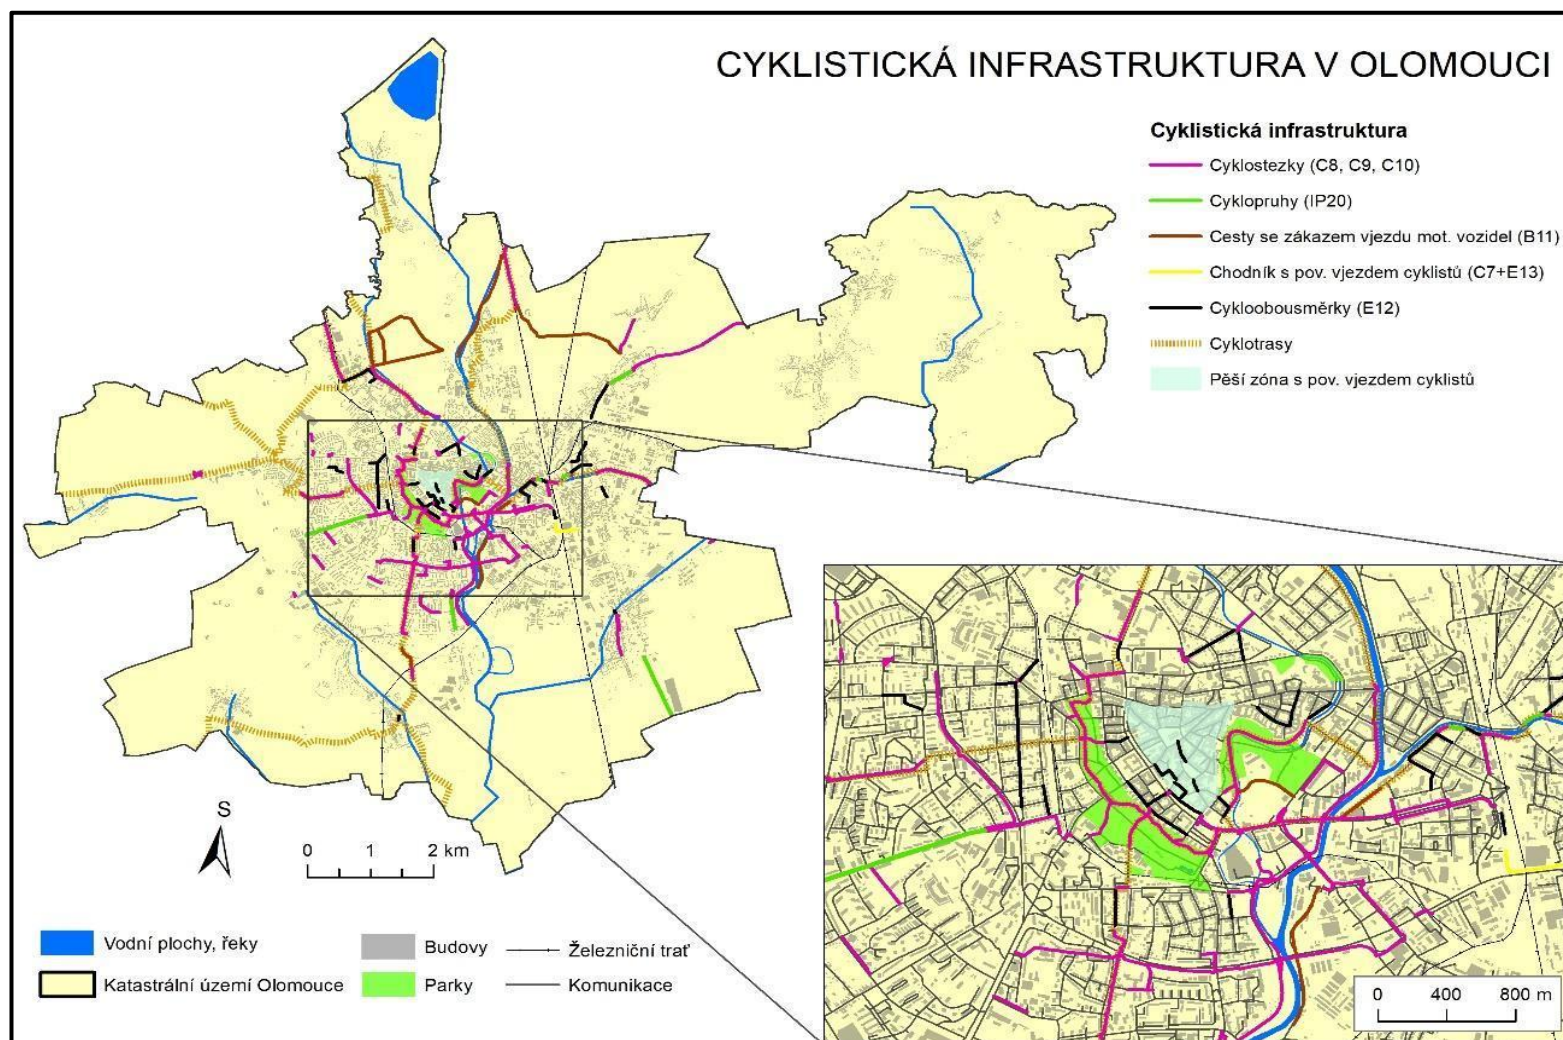 CYKLISTICKÁ INFRASTRUKTURA V OLOMOUCI
Cyklistická infrastruktura
Cyklostezky (C8, C9, C10)
Cyklopruhy (IP20)
Cesty se zákazem vjezdu mot. vozidel (B11)
Chodník s pov. vjezdem cyklistů (C7+E13)
Cykloobousměrky (E12)
Cyklotrasy
Pěší zóna s pov. vjezdem cyklistů
S
0 1 2 km
Vodní plochy, řeky
Budovy
Železniční trať
Katastrální území Olomouce
Parky
Komunikace
0 400 800 m